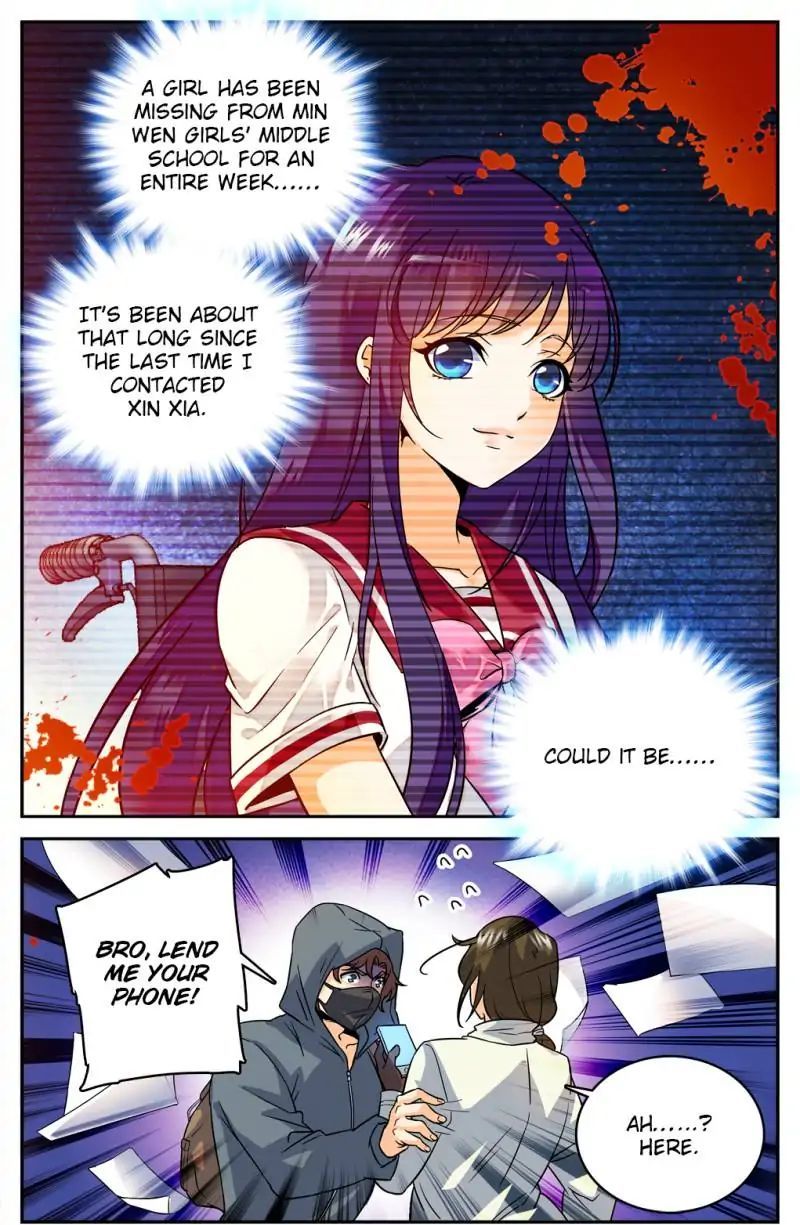 A GIRL HAS BEEN
MISSING FROM MIN
WEN GIRLS' MIDDLE
SCHOOL FOR AN
ENTIRE WEEK......
IT'S BEEN ABOUT
THAT LONG SINCE
THE LAST TIME I
CONTACTED
XIN XIA.
COULD IT BE......
BRO, LEND
ME YOUR
PHONE!
AH......?
HERE.